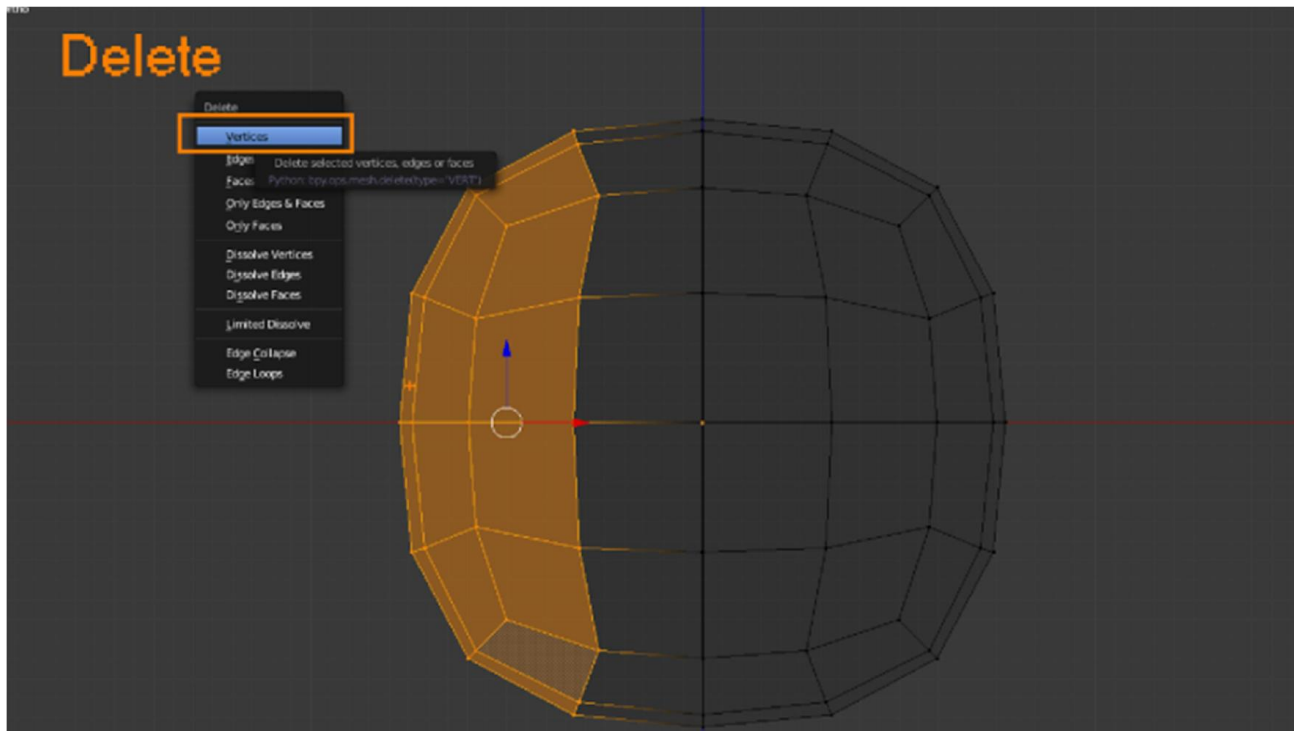 Delete
Delete
Vertices
Edges
Delete selected vertices, edges or faces
Faces
Python: bpy.ops.mesh.delete(type='VERT')
Only Edges & Faces
Only Faces
Dissolve Vertices
Dissolve Edges
Dissolve Faces
Limited Dissolve
Edge Collapse
Edge Loops